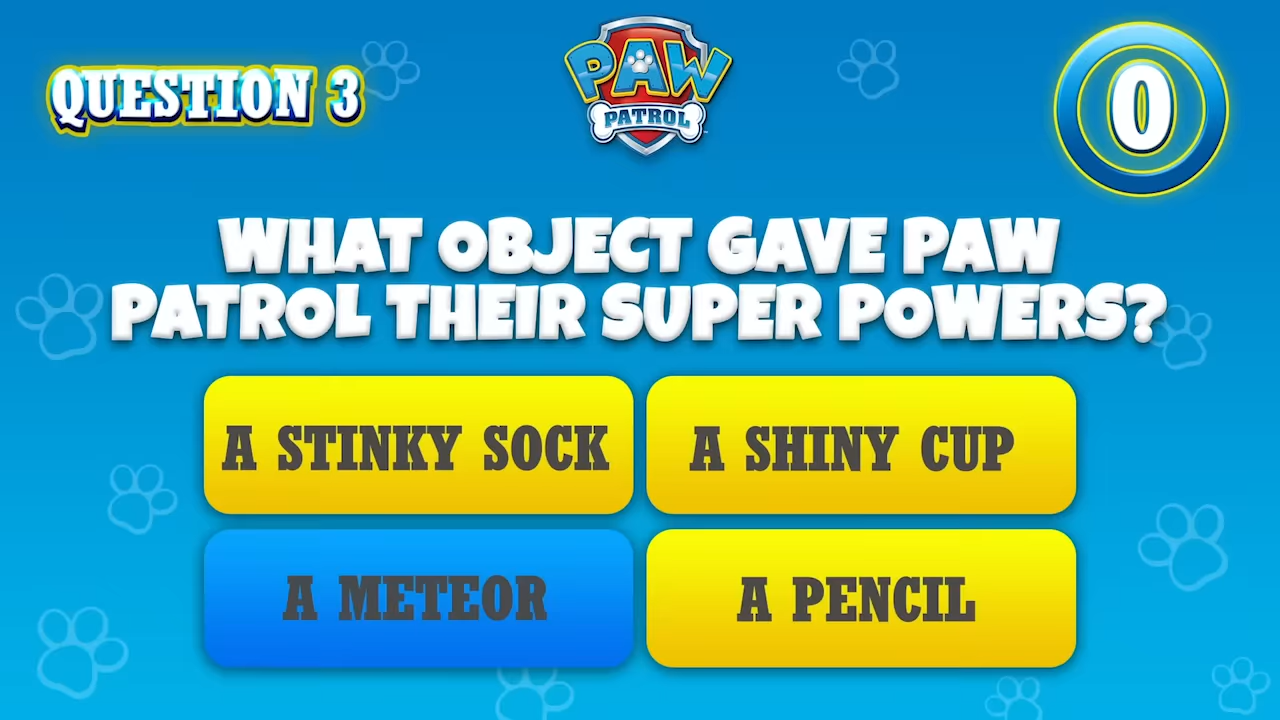 QUESTION 3
PAW
PATROL
0
WHAT OBJECT GAVE PAW
PATROL THEIR SUPER POWERS?
A STINKY SOCK
A SHINY CUP
A METEOR
A PENCIL